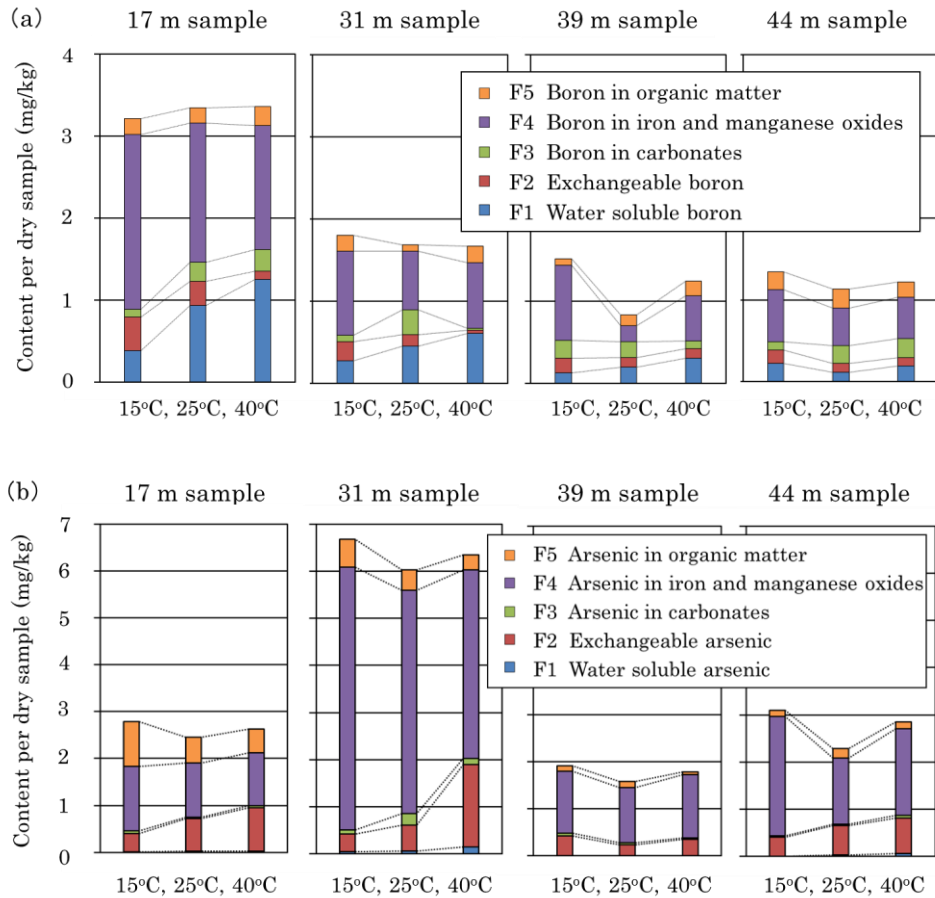 (a)
17 m sample
31 m sample
39 m sample
44 m sample
Content per dry sample (mg/kg)
4
3
2
1
0
F5 Boron in organic matter
F4 Boron in iron and manganese oxides
F3 Boron in carbonates
F2 Exchangeable boron
F1 Water soluble boron
15°C, 25°C, 40°C
15°C, 25°C, 40°C
15°C, 25°C, 40°C
15°C, 25°C, 40°C
(b)
17 m sample
31 m sample
39 m sample
44 m sample
Content per dry sample (mg/kg)
7
6
5
4
3
2
1
0
F5 Arsenic in organic matter
F4 Arsenic in iron and manganese oxides
F3 Arsenic in carbonates
F2 Exchangeable arsenic
F1 Water soluble arsenic
15°C, 25°C, 40°C
15°C, 25°C, 40°C
15°C, 25°C, 40°C
15°C, 25°C, 40°C